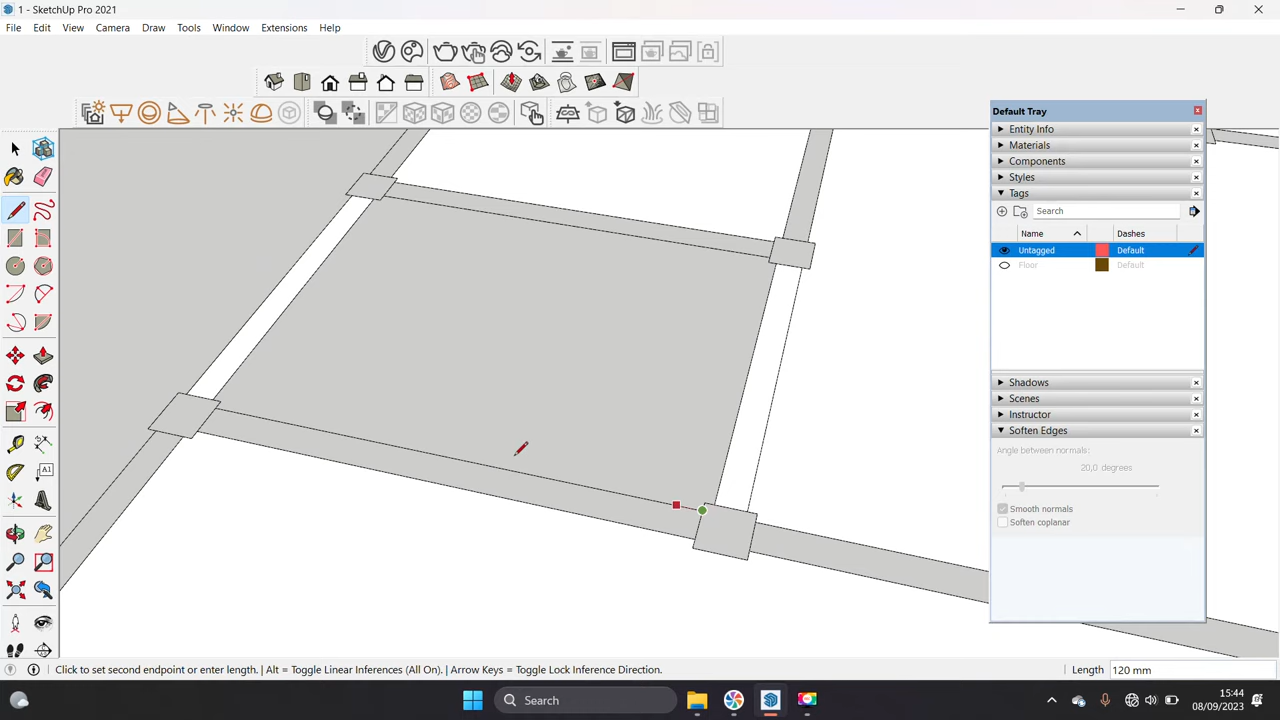 1 - SketchUp Pro 2021
File Edit View Camera Draw Tools Window Extensions Help
Default Tray
Entity Info
Materials
Components
Styles
Tags
Search
Name Dashes
Untagged Default
Floor Default
Shadows
Scenes
Instructor
Soften Edges
Angle between normals:
20,0 degrees
Smooth normals
Soften coplanar
A1
Click to set second endpoint or enter length. | Alt = Toggle Linear Inferences (All On). | Arrow Keys = Toggle Lock Inference Direction.
Length 120 mm
Search
15:44
08/09/2023